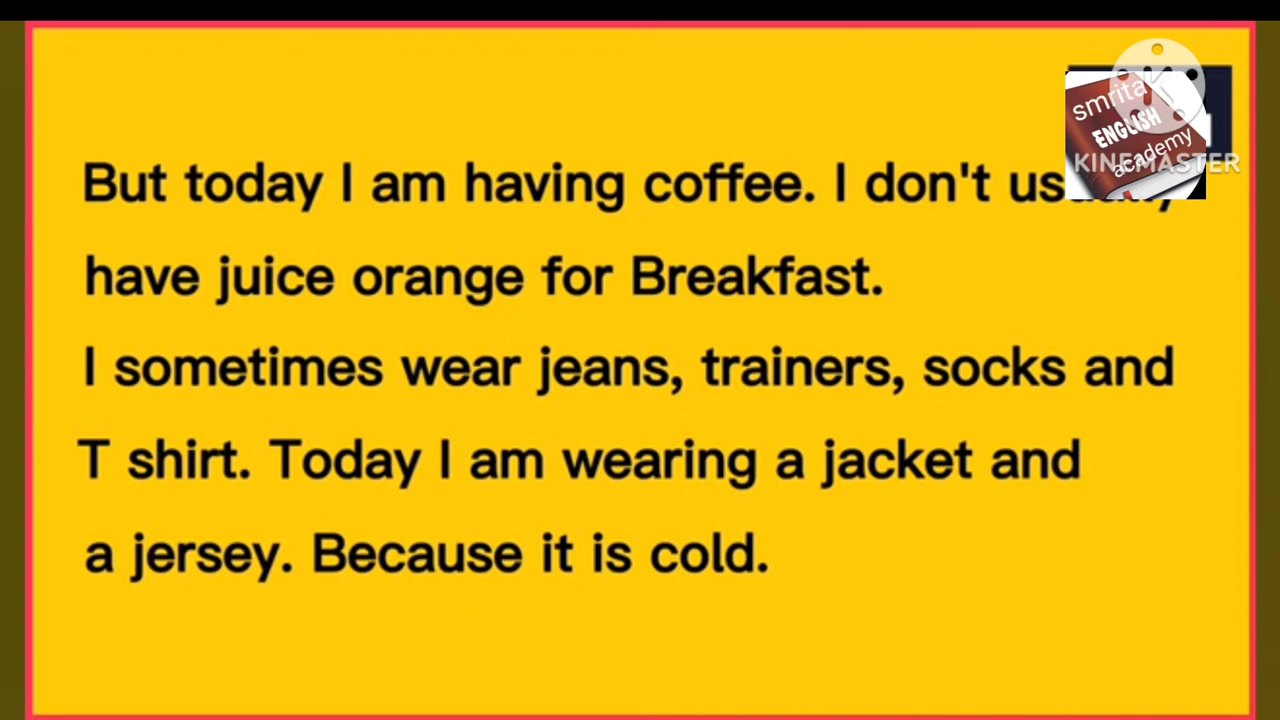 smrita
ENGLISH
academy
KINEMASTER
But today I am having coffee. I don't
have juice orange for Breakfast.
I sometimes wear jeans, trainers, socks and
T shirt. Today I am wearing a jacket and
a jersey. Because it is cold.